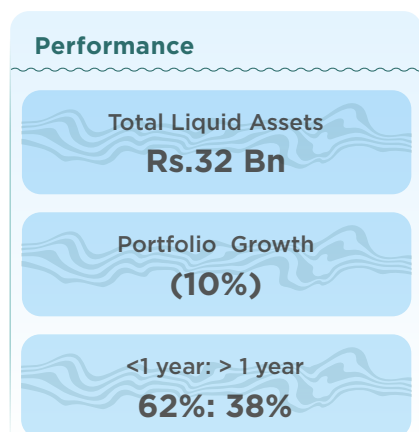 Performance
Total Liquid Assets
Rs.32 Bn
Portfolio Growth
(10%)
<1 year: > 1 year
62%: 38%